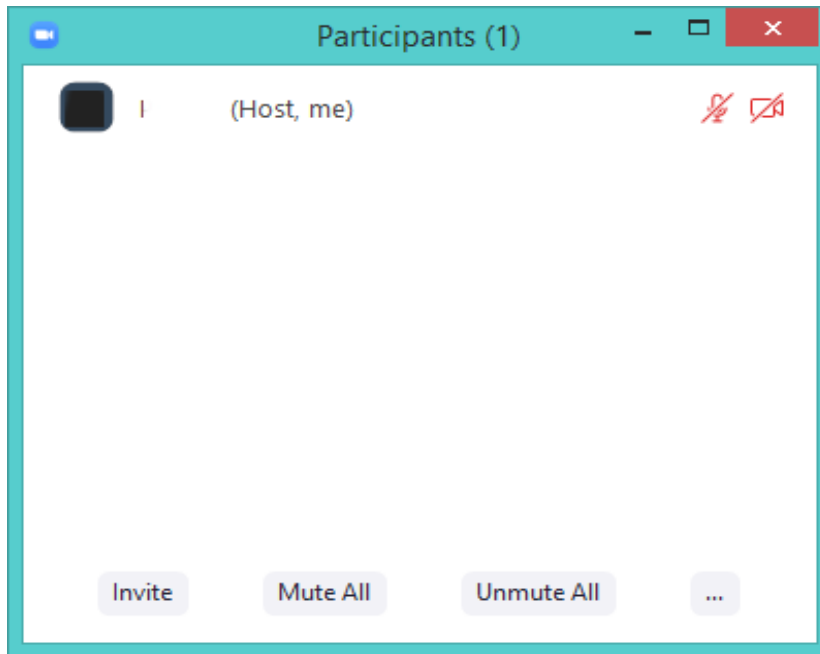 Participants (1)
(Host, me)
Invite Mute All Unmute All ...